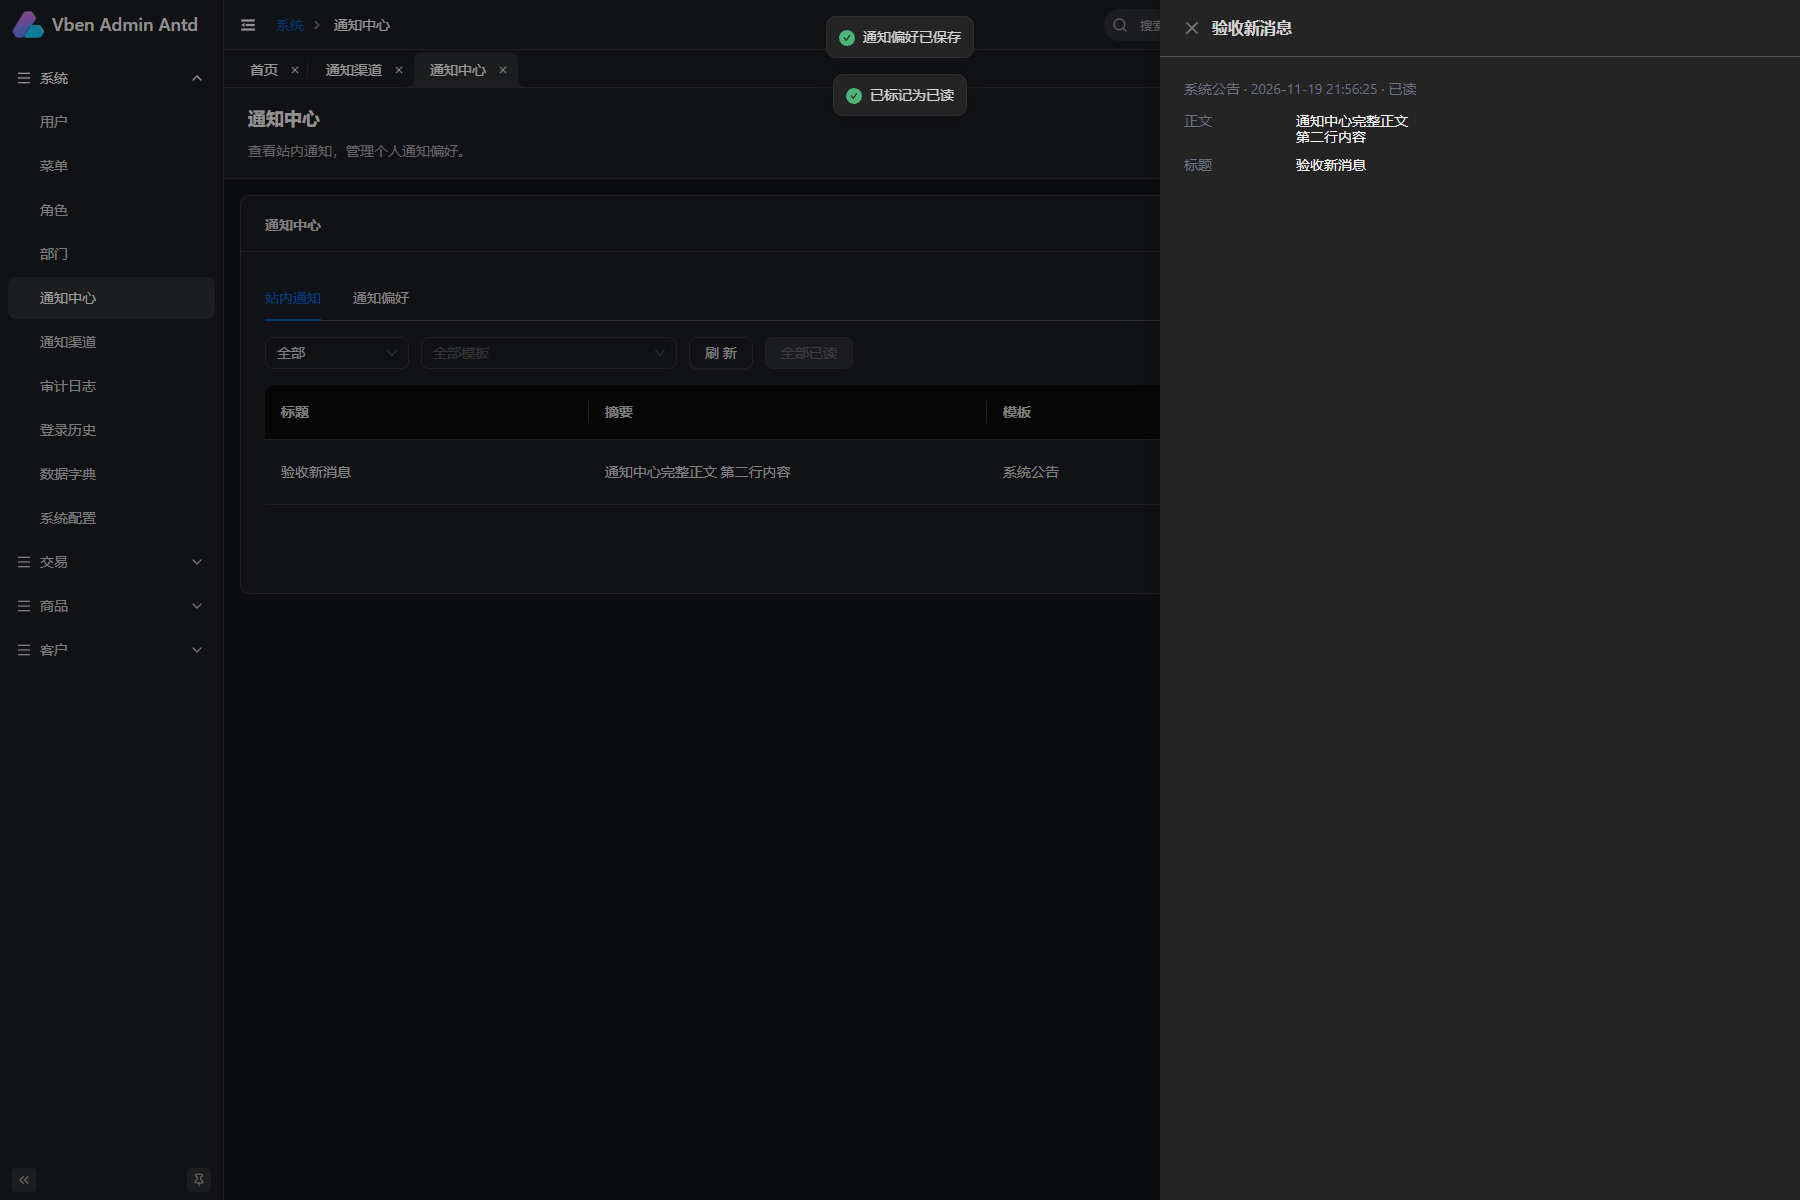 Vben Admin Antd
系统
用户
菜单
角色
部门
通知中心
通知渠道
审计日志
登录历史
数据字典
系统配置
交易
商品
客户
系统 > 通知中心
搜索
首页
通知渠道
通知中心
通知偏好已保存
已标记为已读
通知中心
查看站内通知，管理个人通知偏好。
通知中心
站内通知 通知偏好
全部 全部模板 刷 新 全部已读
标题 摘要 模板
验收新消息 通知中心完整正文 第二行内容 系统公告
验收新消息
系统公告 · 2026-11-19 21:56:25 · 已读
正文 通知中心完整正文
第二行内容
标题 验收新消息